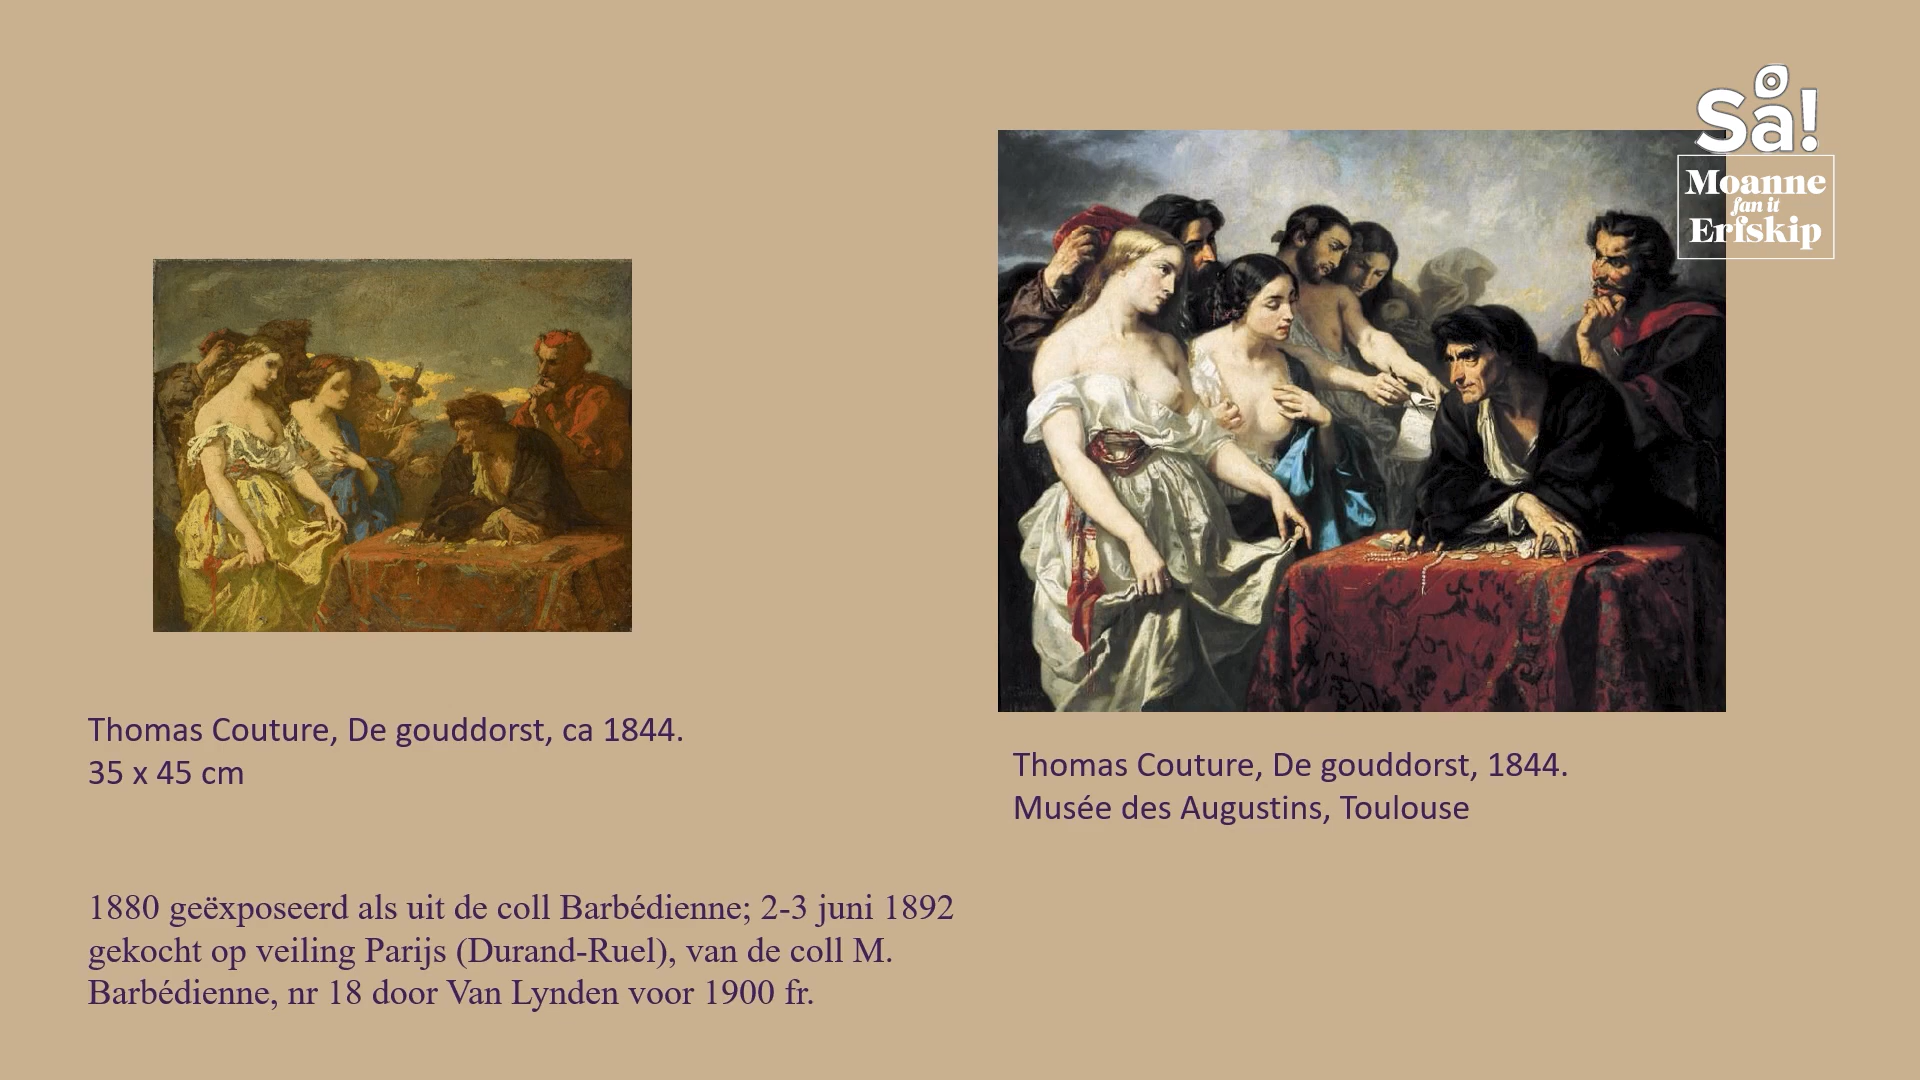 Så!
Moanne
fan it
Erfskip
Thomas Couture, De gouddorst, ca 1844.
35 x 45 cm
Thomas Couture, De gouddorst, 1844.
Musée des Augustins, Toulouse
1880 geëxposeerd als uit de coll Barbédienne; 2-3 juni 1892
gekocht op veiling Parijs (Durand-Ruel), van de coll M.
Barbédienne, nr 18 door Van Lynden voor 1900 fr.